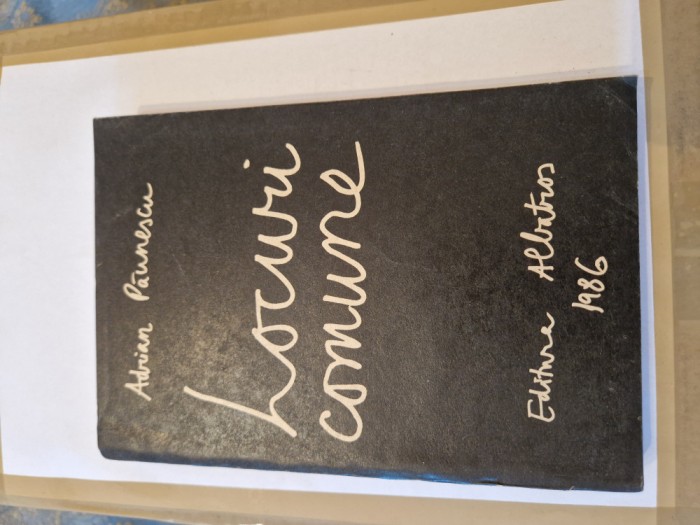 Adrian Păunescu
Locuri
comune
Editura Albatros
1986